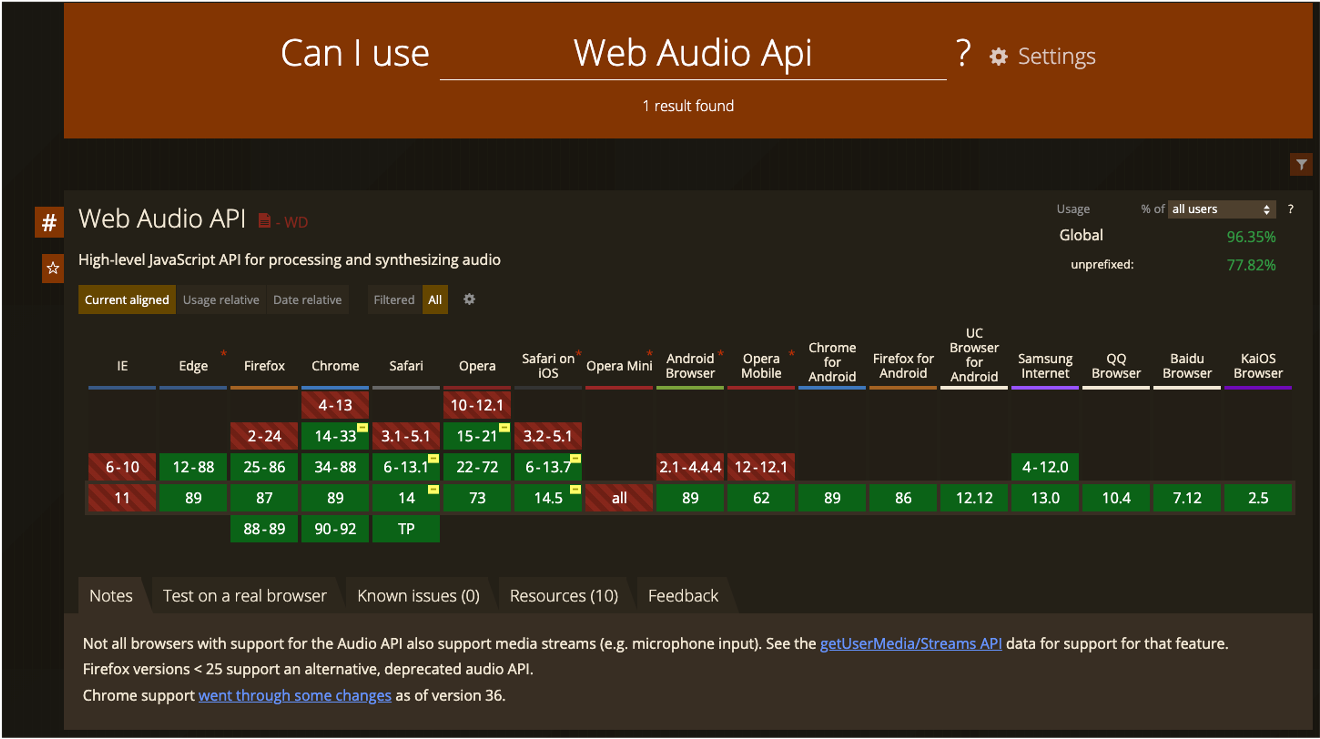 Can I use Web Audio Api ? Settings
1 result found
# Web Audio API - WD
Usage % of all users ?
Global 96.35%
unprefixed: 77.82%
High-level JavaScript API for processing and synthesizing audio
Current aligned Usage relative Date relative Filtered All
IE Edge * Firefox Chrome Safari Opera Safari on iOS * Opera Mini * Android Browser * Opera Mobile * Chrome for Android Firefox for Android UC Browser for Android Samsung Internet QQ Browser Baidu Browser KaiOS Browser
4-13 10-12.1
2-24 14-33 3.1-5.1 15-21 3.2-5.1
6-10 12-88 25-86 34-88 6-13.1 22-72 6-13.7 2.1-4.4.4 12-12.1 4-12.0
11 89 87 89 14 73 14.5 all 89 62 89 86 12.12 13.0 10.4 7.12 2.5
88-89 90-92 TP
Notes Test on a real browser Known issues (0) Resources (10) Feedback
Not all browsers with support for the Audio API also support media streams (e.g. microphone input). See the getUserMedia/Streams API data for support for that feature.
Firefox versions < 25 support an alternative, deprecated audio API.
Chrome support went through some changes as of version 36.